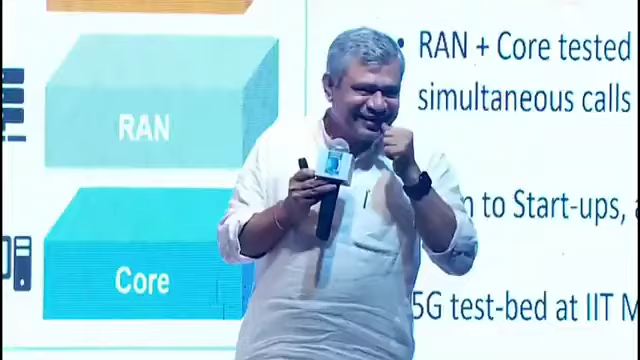 RAN
Core
RAN + Core tested
simultaneous calls
to Start-ups,
5G test-bed at IIT M